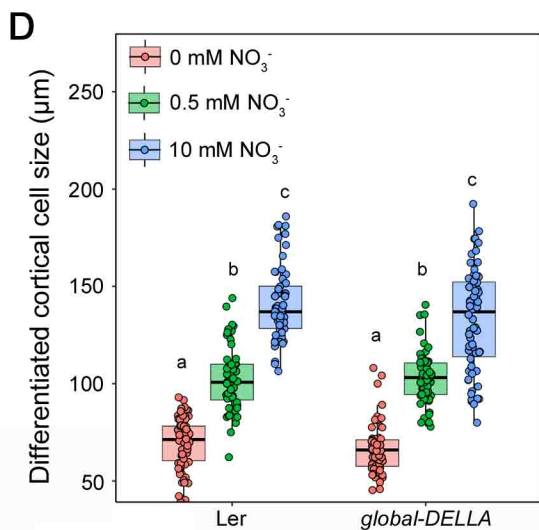 D
Differentiated cortical cell size (µm)
250
200
150
100
50
0 mM NO₃⁻
0.5 mM NO₃⁻
10 mM NO₃⁻
a
b
c
a
b
c
Ler
global-DELLA